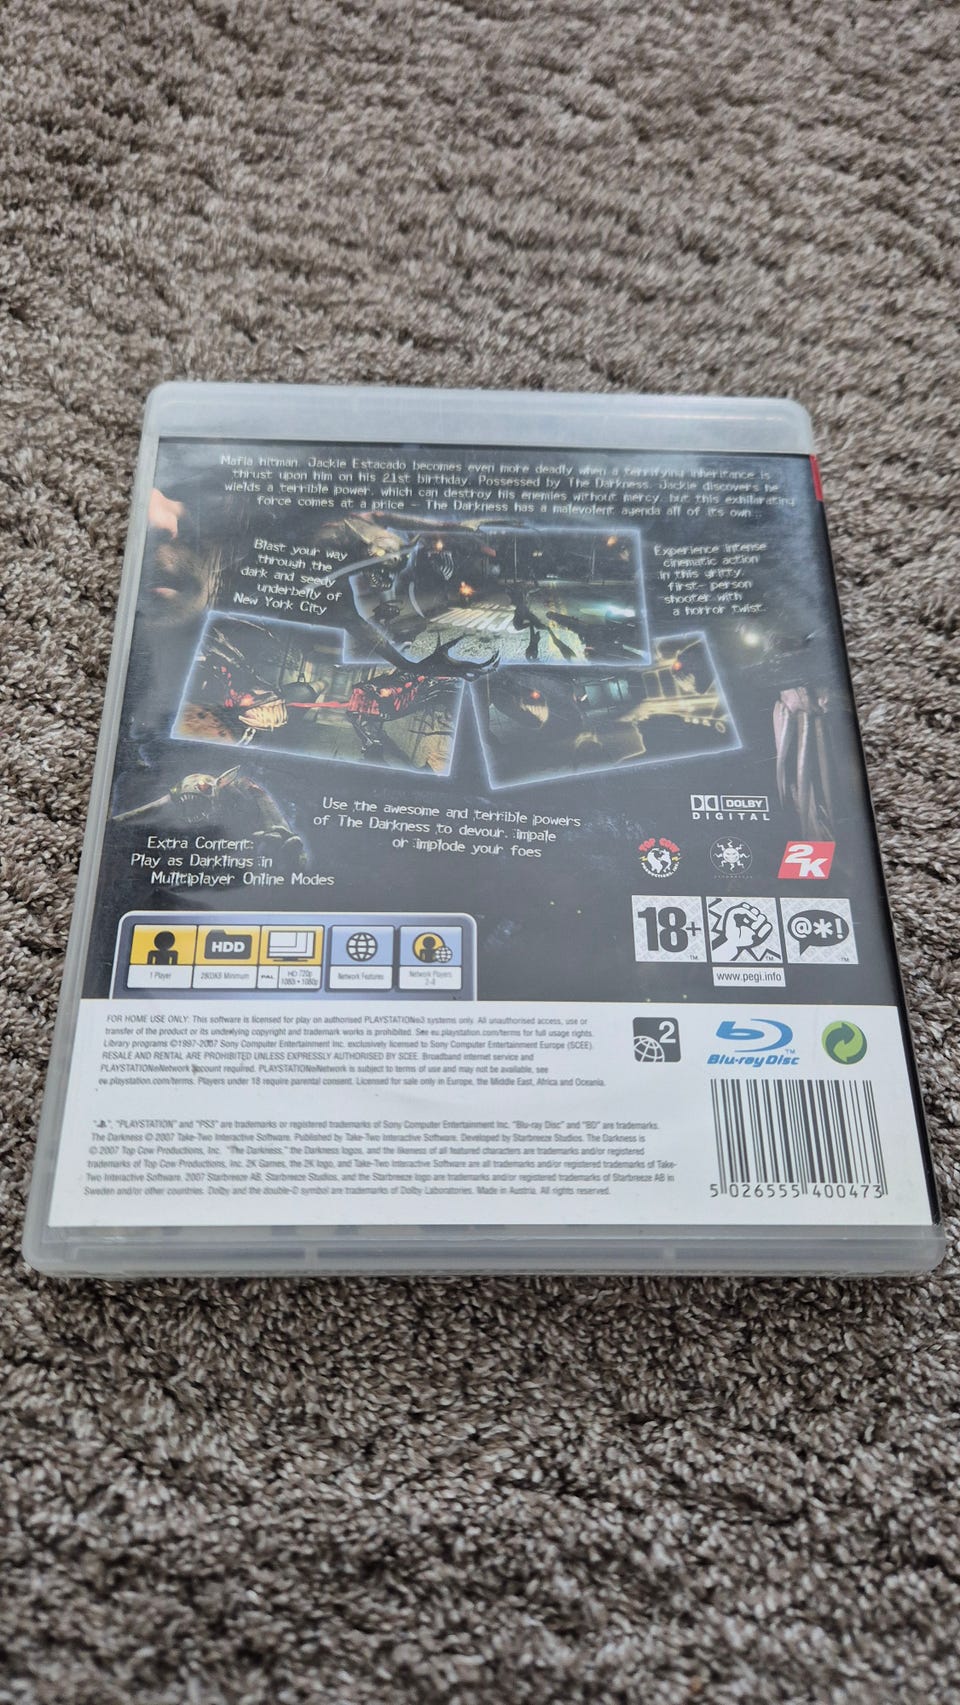 Mafia hitman, Jackie Estacado becomes even more deadly when a terrifying inheritance is
thrust upon him on his 21st birthday. Possessed by The Darkness, Jackie discovers he
wields a terrible power, which can destroy his enemies without mercy, but this exhilarating
force comes at a price - The Darkness has a malevolent agenda all of its own...
Blast your way
through the
dark and seedy
underbelly of
New York City
Experience intense
cinematic action
in this gritty,
first-person
shooter with
a horror twist.
Use the awesome and terrible powers
of The Darkness to devour, impale
or implode your foes
Extra Content:
Play as Darklings in
Multiplayer Online Modes
DOLBY
DIGITAL
TOP COW
2K
18+
TM
TM
@*!
TM
www.pegi.info
HDD
1 Player
2803KB Minimum
PAL
HD 720p
1080i • 1080p
Network Features
Network Players
2-8
FOR HOME USE ONLY: This software is licensed for play on authorised PLAYSTATION®3 systems only. All unauthorised access, use or
transfer of the product or its underlying copyright and trademark works is prohibited. See eu.playstation.com/terms for full usage rights.
Library programs ©1997-2007 Sony Computer Entertainment Inc. exclusively licensed to Sony Computer Entertainment Europe (SCEE).
RESALE AND RENTAL ARE PROHIBITED UNLESS EXPRESSLY AUTHORISED BY SCEE. Broadband internet service and
PLAYSTATION®Network account required. PLAYSTATION®Network is subject to terms of use and may not be available, see
eu.playstation.com/terms. Players under 18 require parental consent. Licensed for sale only in Europe, the Middle East, Africa and Oceania.
2
Blu-ray Disc
TM
", "PLAYSTATION" and "PS3" are trademarks or registered trademarks of Sony Computer Entertainment Inc. "Blu-ray Disc" and "BD" are trademarks.
The Darkness © 2007 Take-Two Interactive Software. Published by Take-Two Interactive Software. Developed by Starbreeze Studios. The Darkness is
© 2007 Top Cow Productions, Inc. "The Darkness," the Darkness logos, and the likeness of all featured characters are trademarks and/or registered
trademarks of Top Cow Productions, Inc. 2K Games, the 2K logo, and Take-Two Interactive Software are all trademarks and/or registered trademarks of Take-
Two Interactive Software. 2007 Starbreeze AB, Starbreeze Studios, and the Starbreeze logo are trademarks and/or registered trademarks of Starbreeze AB in
Sweden and/or other countries. Dolby and the double-D symbol are trademarks of Dolby Laboratories. Made in Austria. All rights reserved.
5 026555 400473